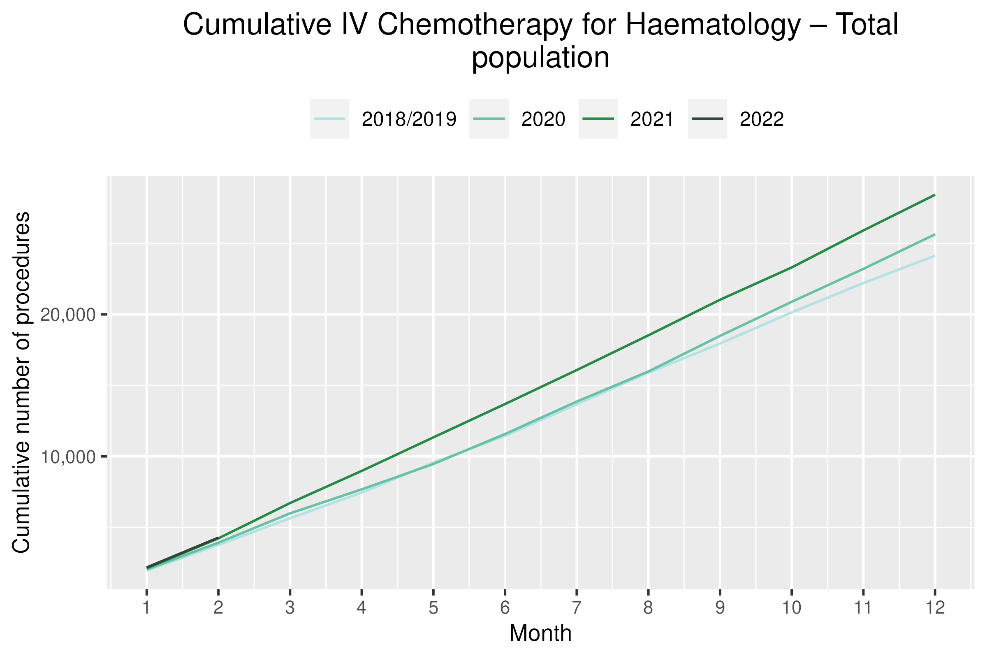 Cumulative IV Chemotherapy for Haematology – Total
population
2018/2019 2020 2021 2022
Cumulative number of procedures
20,000
10,000
1 2 3 4 5 6 7 8 9 10 11 12
Month